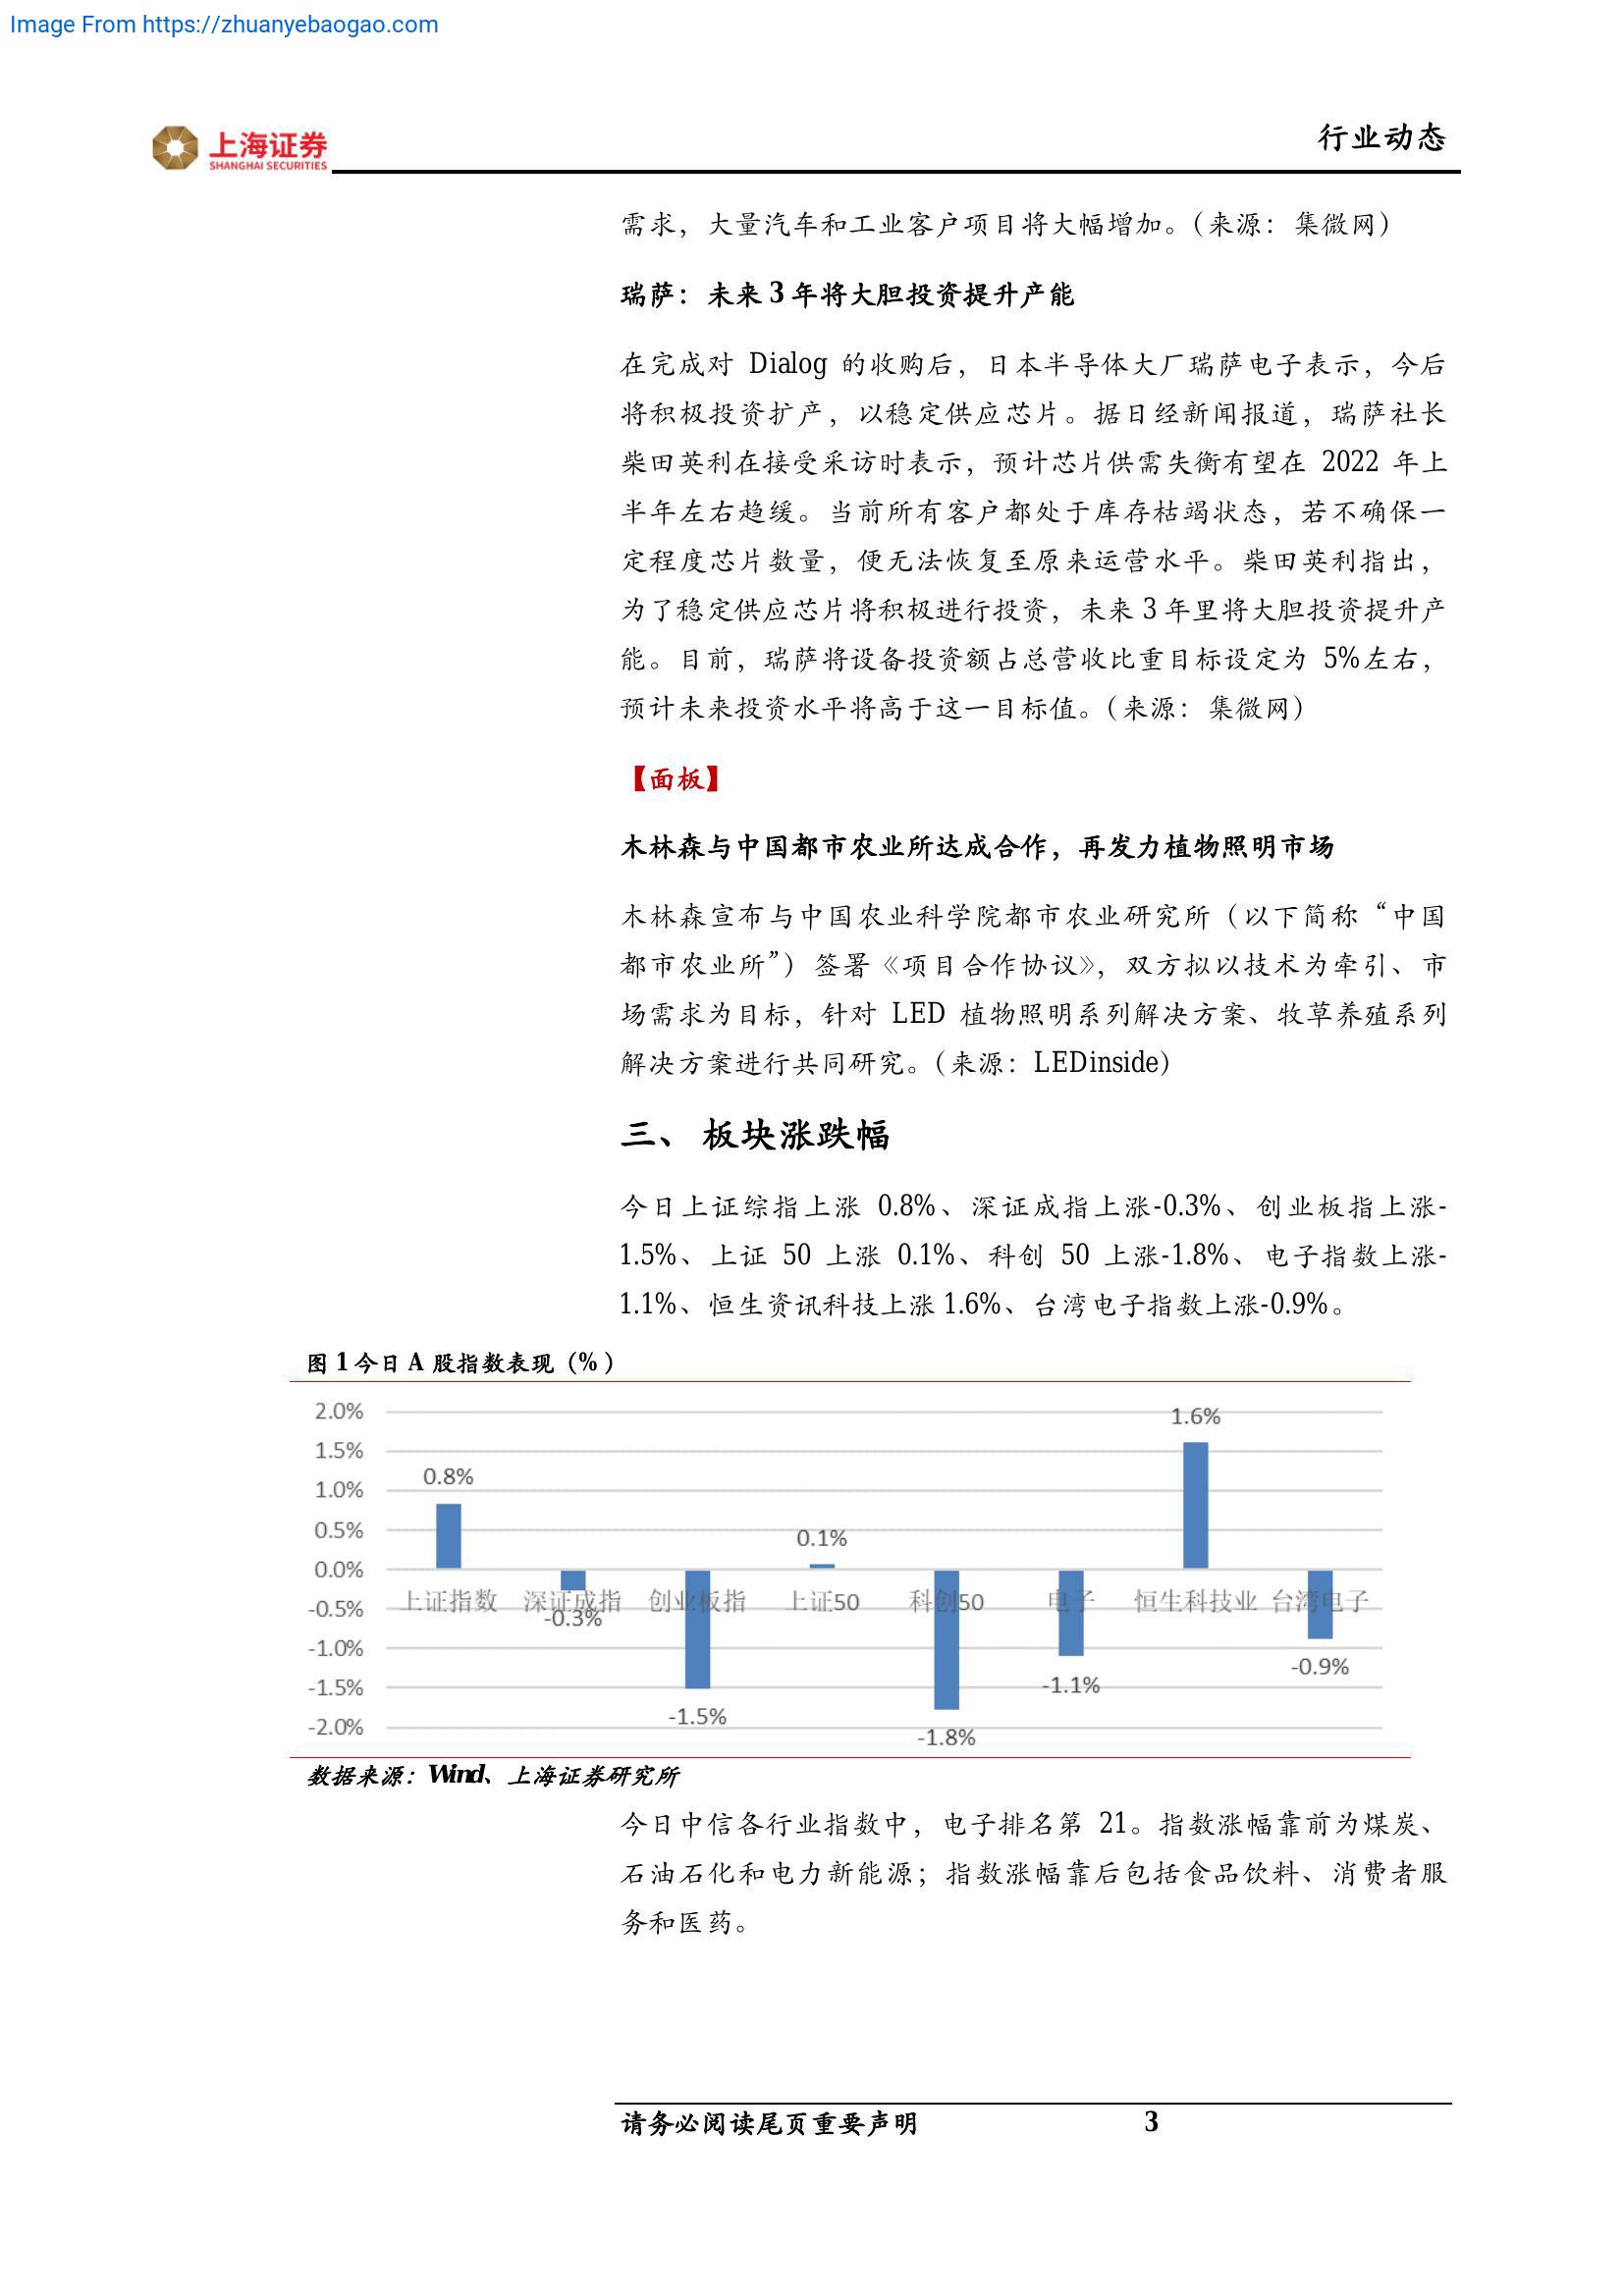 Image From https://zhuanyebaogao.com
上海证券
SHANGHAI SECURITIES
行业动态
需求，大量汽车和工业客户项目将大幅增加。（来源：集微网）
瑞萨：未来 3 年将大胆投资提升产能
在完成对 Dialog 的收购后，日本半导体大厂瑞萨电子表示，今后
将积极投资扩产，以稳定供应芯片。据日经新闻报道，瑞萨社长
柴田英利在接受采访时表示，预计芯片供需失衡有望在 2022 年上
半年左右趋缓。当前所有客户都处于库存枯竭状态，若不确保一
定程度芯片数量，便无法恢复至原来运营水平。柴田英利指出，
为了稳定供应芯片将积极进行投资，未来 3 年里将大胆投资提升产
能。目前，瑞萨将设备投资额占总营收比重目标设定为 5%左右，
预计未来投资水平将高于这一目标值。（来源：集微网）
【面板】
木林森与中国都市农业所达成合作，再发力植物照明市场
木林森宣布与中国农业科学院都市农业研究所（以下简称“中国
都市农业所”）签署《项目合作协议》，双方拟以技术为牵引、市
场需求为目标，针对 LED 植物照明系列解决方案、牧草养殖系列
解决方案进行共同研究。（来源：LEDinside）
三、 板块涨跌幅
今日上证综指上涨 0.8%、深证成指上涨-0.3%、创业板指上涨-
1.5%、上证 50 上涨 0.1%、科创 50 上涨-1.8%、电子指数上涨-
1.1%、恒生资讯科技上涨 1.6%、台湾电子指数上涨-0.9%。
图 1 今日 A 股指数表现（%）
2.0%
1.5%
1.0%
0.5%
0.0%
-0.5%
-1.0%
-1.5%
-2.0%
0.8%
-0.3%
-1.5%
0.1%
-1.8%
-1.1%
1.6%
-0.9%
上证指数 深证成指 创业板指 上证50 科创50 电子 恒生科技业 台湾电子
数据来源：Wind、上海证券研究所
今日中信各行业指数中，电子排名第 21。指数涨幅靠前为煤炭、
石油石化和电力新能源；指数涨幅靠后包括食品饮料、消费者服
务和医药。
请务必阅读尾页重要声明 3